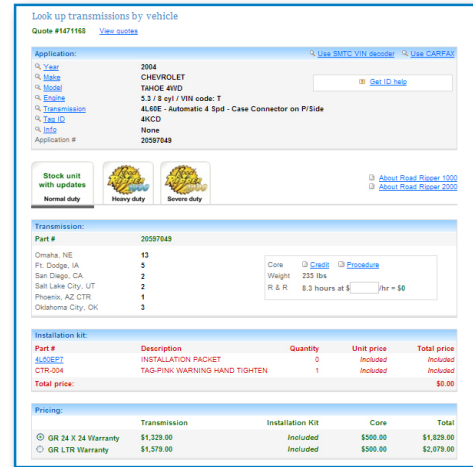 Look up transmissions by vehicle
Quote #1471168 View quotes
Application: Use SMTC VIN decoder Use CARFAX
Year 2004
Make CHEVROLET
Model TAHOE 4WD
Engine 5.3 / 8 cyl / VIN code: T
Transmission 4L60E - Automatic 4 Spd - Case Connector on P/Side
Tag ID 4KCD
Info None
Application # 20597049
Get ID help
Stock unit
with updates
Normal duty Heavy duty Severe duty
About Road Ripper 1000
About Road Ripper 2000
Transmission:
Part # 20597049
Omaha, NE 13
Ft. Dodge, IA 5
San Diego, CA 2
Salt Lake City, UT 2
Phoenix, AZ CTR 1
Oklahoma City, OK 3
Core Credit Procedure
Weight 235 lbs
R & R 8.3 hours at $ /hr = $0
Installation kit:
Part # Description Quantity Unit price Total price
4L60EP7 INSTALLATION PACKET 0 Included Included
CTR-004 TAG-PINK WARNING HAND TIGHTEN 1 Included Included
Total price: $0.00
Pricing:
Transmission Installation Kit Core Total
GR 24 X 24 Warranty $1,329.00 Included $500.00 $1,829.00
GR LTR Warranty $1,579.00 Included $500.00 $2,079.00